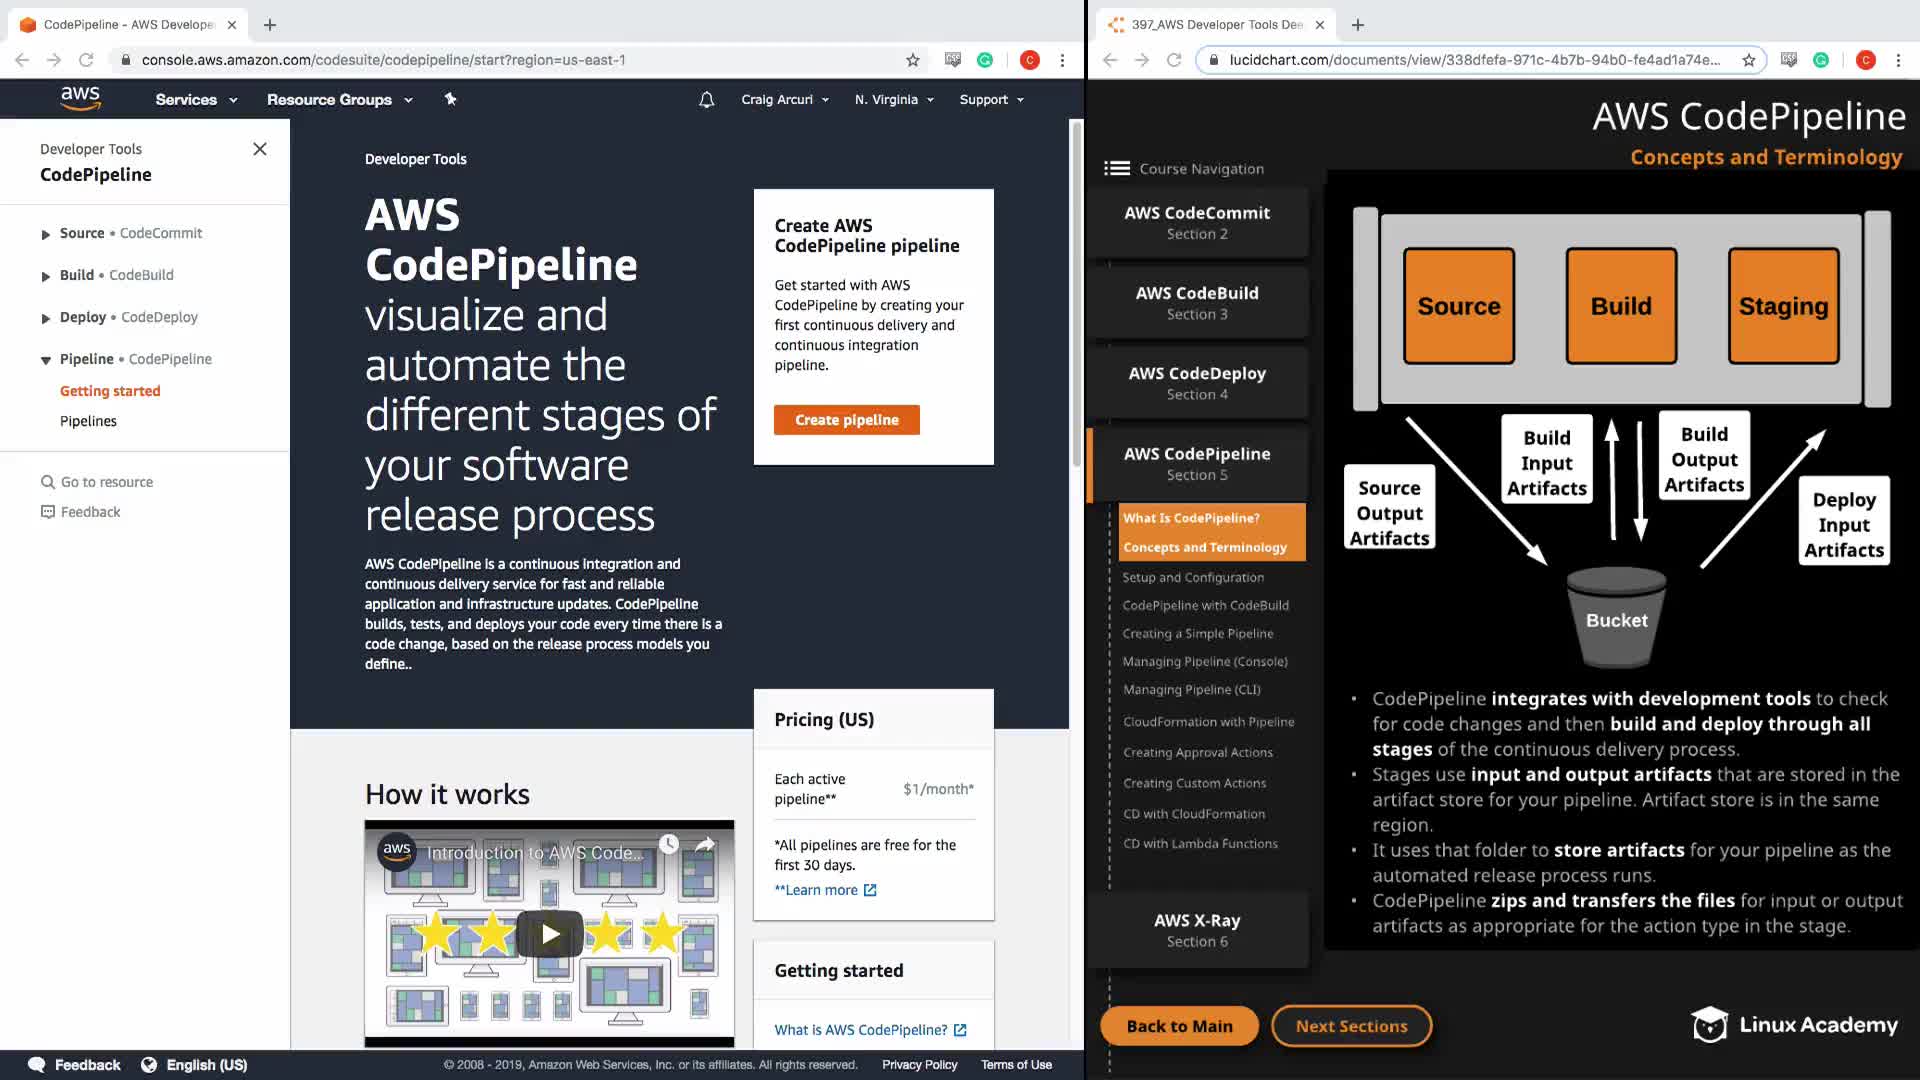 CodePipeline - AWS Develope
console.aws.amazon.com/codesuite/codepipeline/start?region=us-east-1
C
aws
Services
Resource Groups
Craig Arcuri
N. Virginia
Support
Developer Tools
CodePipeline
Source • CodeCommit
Build • CodeBuild
Deploy • CodeDeploy
Pipeline • CodePipeline
Getting started
Pipelines
Go to resource
Feedback
Developer Tools
AWS
CodePipeline
visualize and
automate the
different stages of
your software
release process
AWS CodePipeline is a continuous integration and
continuous delivery service for fast and reliable
application and infrastructure updates. CodePipeline
builds, tests, and deploys your code every time there is a
code change, based on the release process models you
define..
Create AWS
CodePipeline pipeline
Get started with AWS
CodePipeline by creating your
first continuous delivery and
continuous integration
pipeline.
Create pipeline
How it works
aws
Introduction to AWS Code...
Pricing (US)
Each active
pipeline**
$1/month*
*All pipelines are free for the
first 30 days.
**Learn more
Getting started
What is AWS CodePipeline?
Feedback
English (US)
© 2008 - 2019, Amazon Web Services, Inc. or its affiliates. All rights reserved.
Privacy Policy
Terms of Use
397_AWS Developer Tools Dee
lucidchart.com/documents/view/338dfefa-971c-4b7b-94b0-fe4ad1a74e...
C
AWS CodePipeline
Concepts and Terminology
Course Navigation
AWS CodeCommit
Section 2
AWS CodeBuild
Section 3
AWS CodeDeploy
Section 4
AWS CodePipeline
Section 5
What Is CodePipeline?
Concepts and Terminology
Setup and Configuration
CodePipeline with CodeBuild
Creating a Simple Pipeline
Managing Pipeline (Console)
Managing Pipeline (CLI)
CloudFormation with Pipeline
Creating Approval Actions
Creating Custom Actions
CD with CloudFormation
CD with Lambda Functions
AWS X-Ray
Section 6
Back to Main
Next Sections
Source
Build
Staging
Source
Output
Artifacts
Build
Input
Artifacts
Build
Output
Artifacts
Deploy
Input
Artifacts
Bucket
• CodePipeline integrates with development tools to check
for code changes and then build and deploy through all
stages of the continuous delivery process.
• Stages use input and output artifacts that are stored in the
artifact store for your pipeline. Artifact store is in the same
region.
• It uses that folder to store artifacts for your pipeline as the
automated release process runs.
• CodePipeline zips and transfers the files for input or output
artifacts as appropriate for the action type in the stage.
Linux Academy